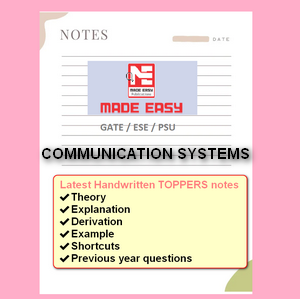 NOTES
DATE
MADE EASY
MADE EASY
GATE / ESE / PSU
COMMUNICATION SYSTEMS
Latest Handwritten TOPPERS notes
Theory
Explanation
Derivation
Example
Shortcuts
Previous year questions